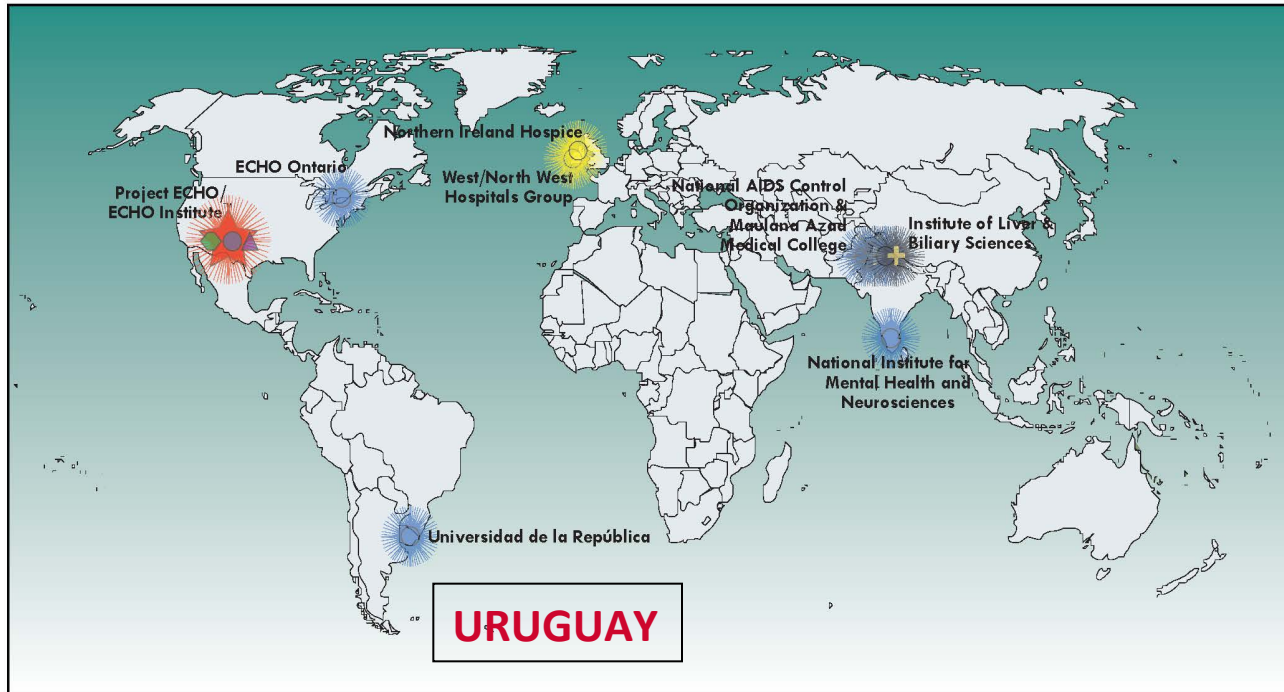 Northern Ireland Hospice
ECHO Ontario
West/North West
Hospitals Group
Project ECHO/
ECHO Institute
National AIDS Control
Organization &
Maulana Azad
Medical College
Institute of Liver &
Biliary Sciences
National Institute for
Mental Health and
Neurosciences
Universidad de la República
URUGUAY